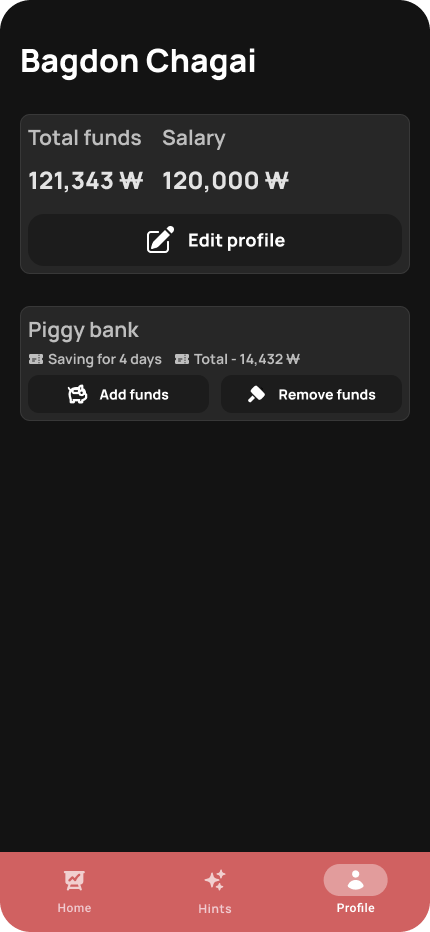 Bagdon Chagai
Total funds Salary
121,343 ₩ 120,000 ₩
Edit profile
Piggy bank
Saving for 4 days Total - 14,432 ₩
Add funds Remove funds
Home Hints Profile